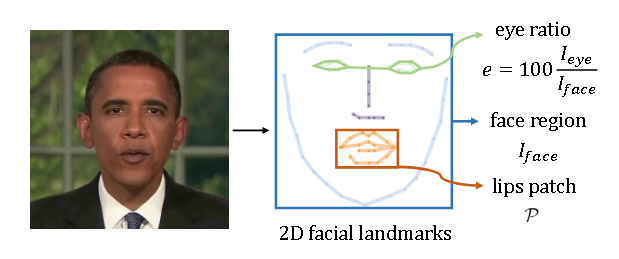 eye ratio
e = 100 l_eye / l_face
face region
l_face
lips patch
𝒫
2D facial landmarks